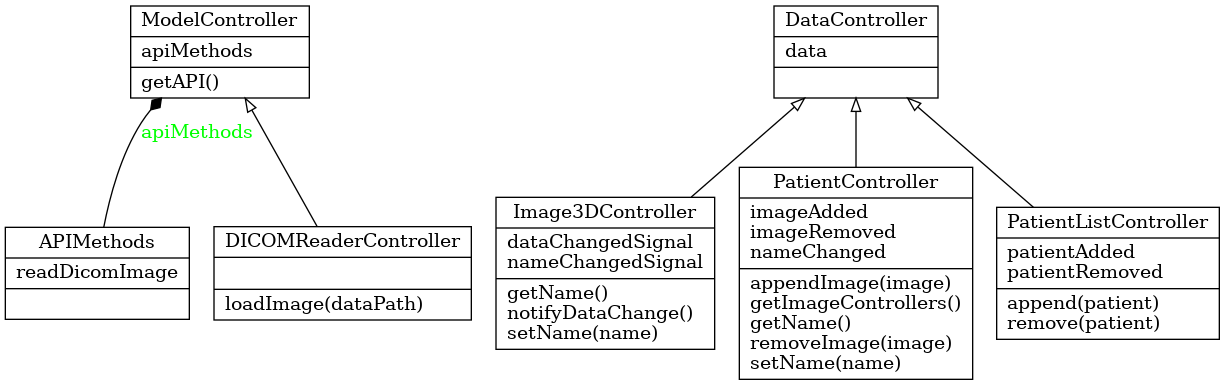 ModelController
apiMethods
getAPI()
DataController
data
apiMethods
APIMethods
readDicomImage
DICOMReaderController
loadImage(dataPath)
Image3DController
dataChangedSignal
nameChangedSignal
getName()
notifyDataChange()
setName(name)
PatientController
imageAdded
imageRemoved
nameChanged
appendImage(image)
getImageControllers()
getName()
removeImage(image)
setName(name)
PatientListController
patientAdded
patientRemoved
append(patient)
remove(patient)